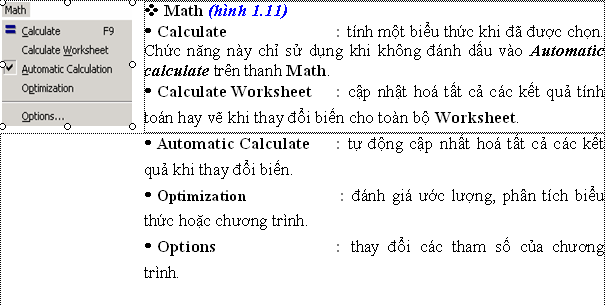 Math
Calculate F9
Calculate Worksheet
Automatic Calculation
Optimization
Options...
❖ Math (hình 1.11)
• Calculate : tính một biểu thức khi đã được chọn.
Chức năng này chỉ sử dụng khi không đánh dấu vào Automatic
calculate trên thanh Math.
• Calculate Worksheet : cập nhật hoá tất cả các kết quả tính
toán hay vẽ khi thay đổi biến cho toàn bộ Worksheet.
• Automatic Calculate : tự động cập nhất hoá tất cả các kết
quả khi thay đổi biến.
• Optimization : đánh giá ước lượng, phân tích biểu
thức hoặc chương trình.
• Options : thay đổi các tham số của chương
trình.